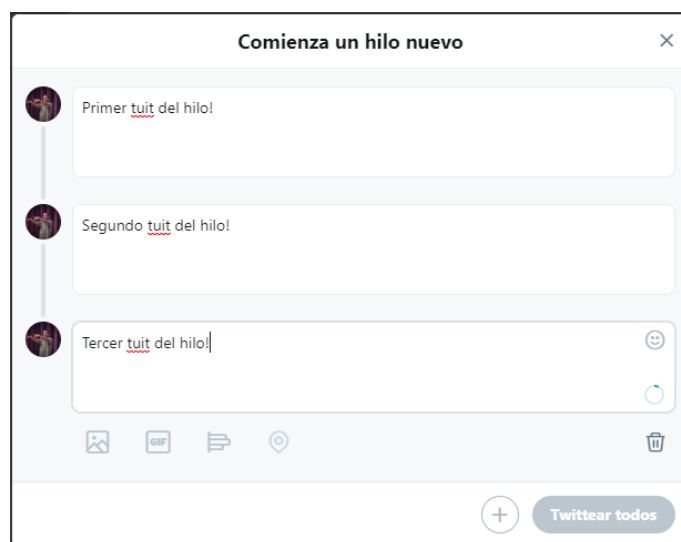 Comienza un hilo nuevo
Primer tuit del hilo!
Segundo tuit del hilo!
Tercer tuit del hilo!
GIF
Twittear todos